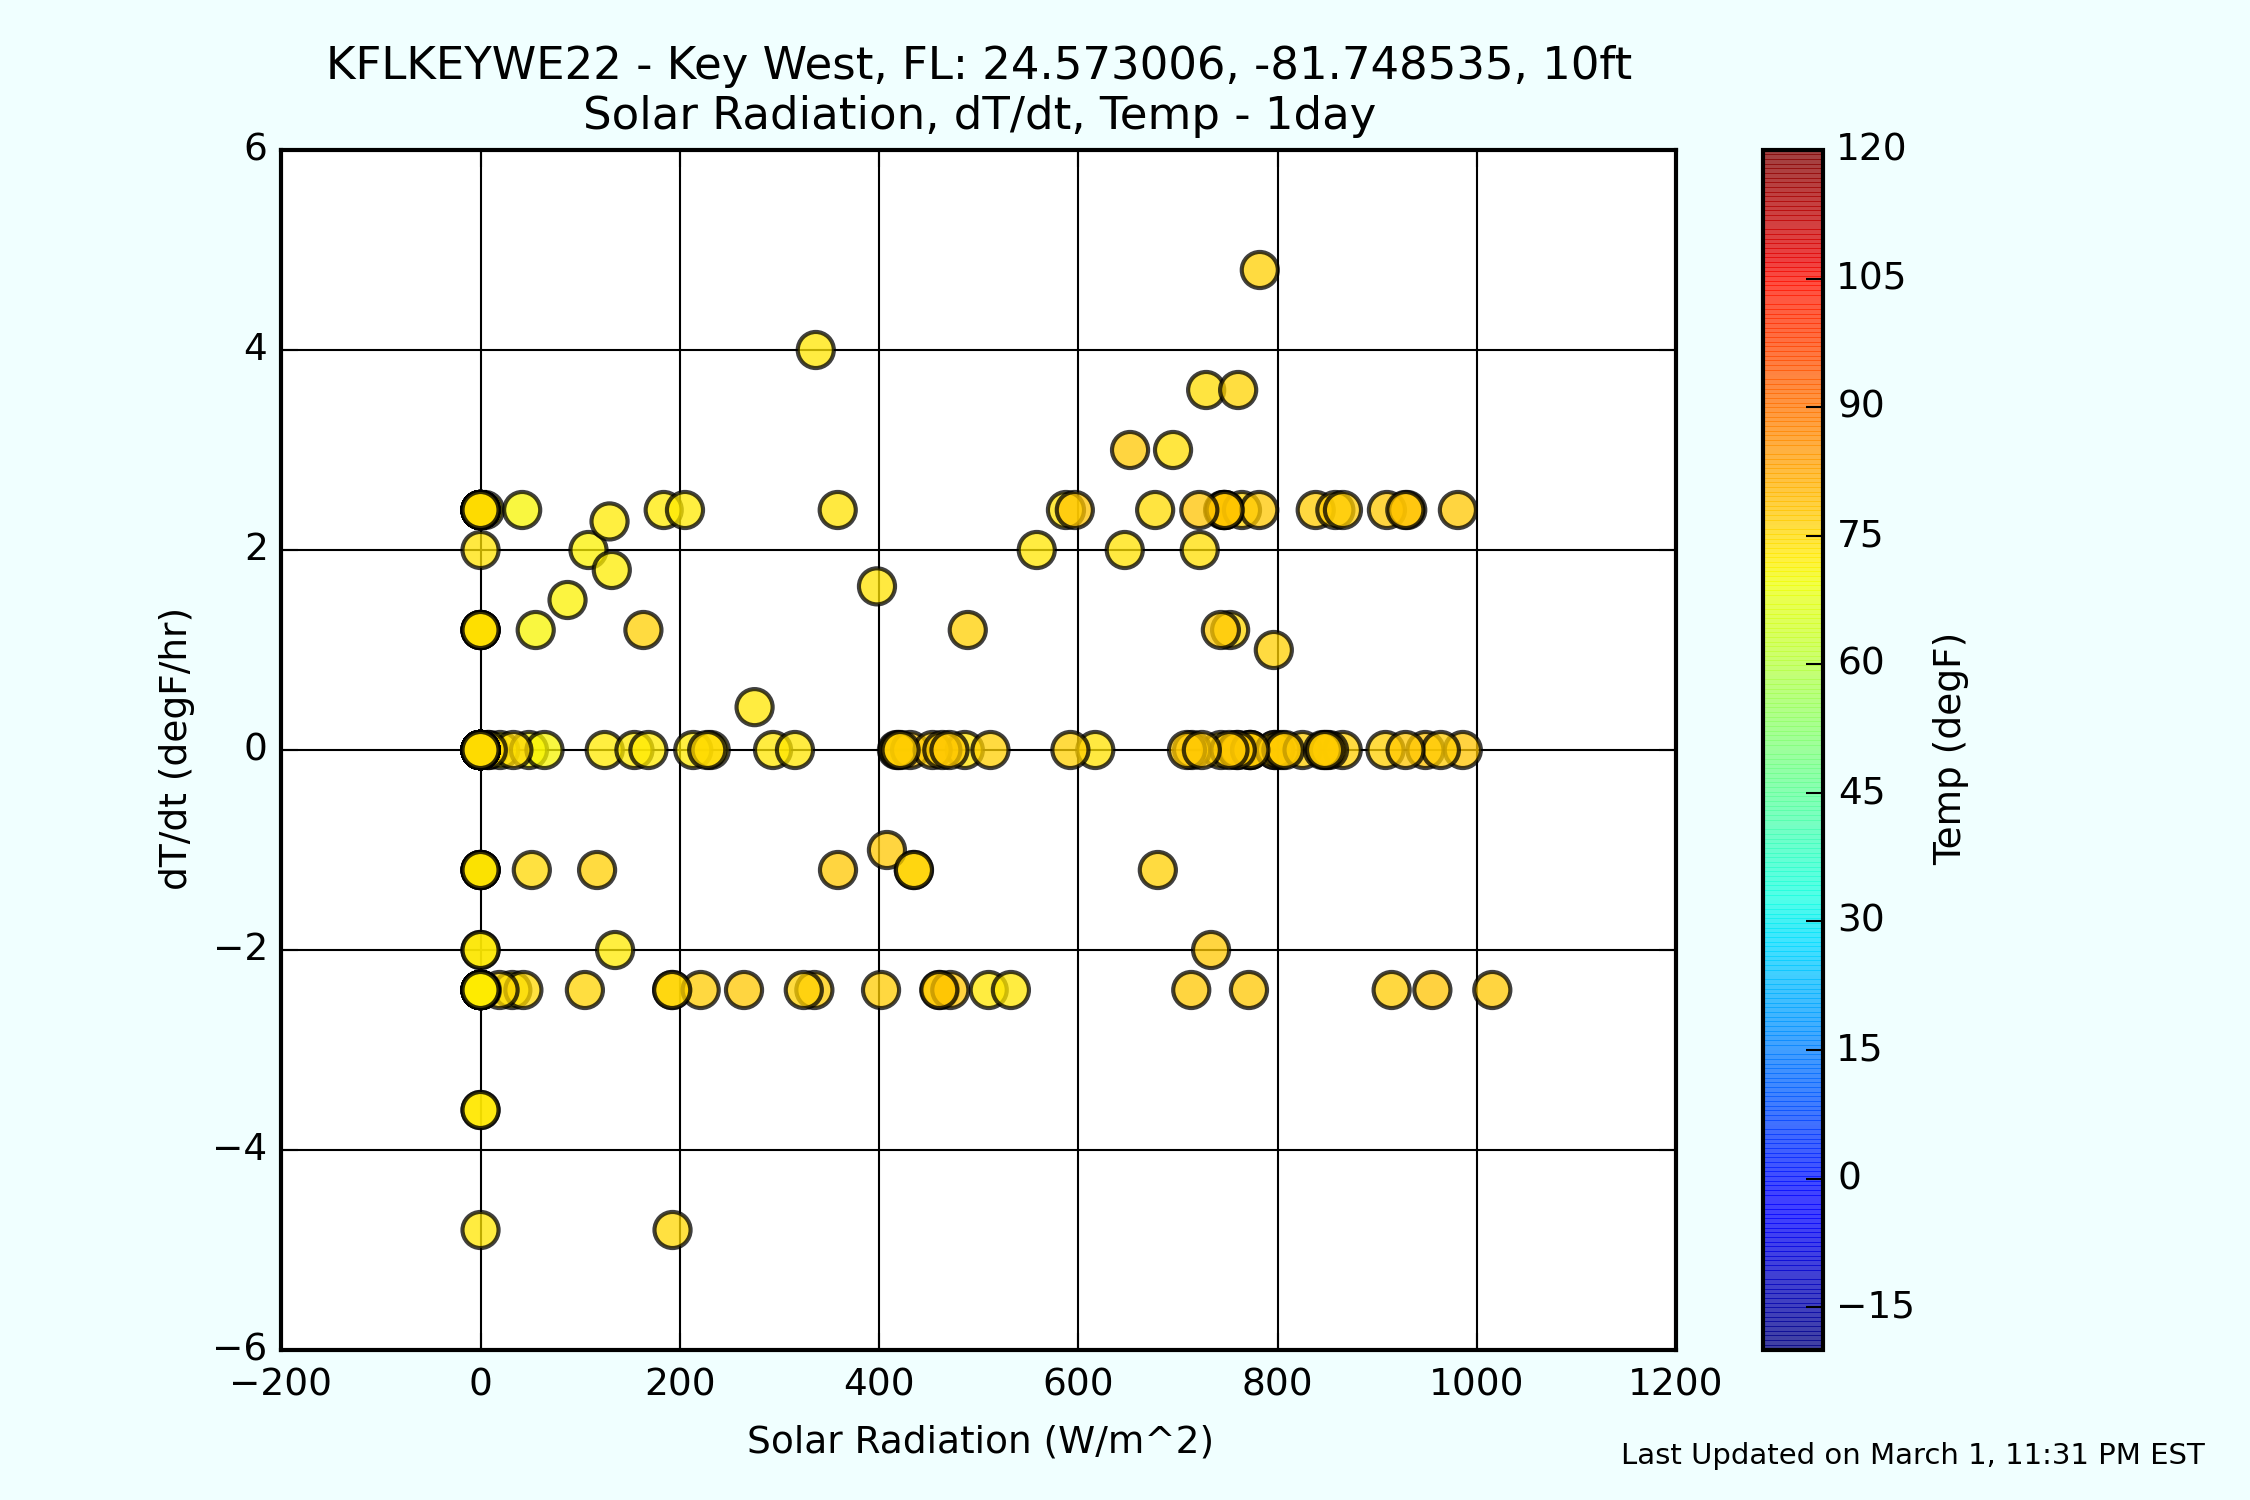 KFLKEYWE22 - Key West, FL: 24.573006, -81.748535, 10ft
Solar Radiation, dT/dt, Temp - 1day
6
4
2
0
−2
−4
−6
dT/dt (degF/hr)
−200 0 200 400 600 800 1000 1200
Solar Radiation (W/m^2)
120
105
90
75
60
45
30
15
0
−15
Temp (degF)
Last Updated on March 1, 11:31 PM EST